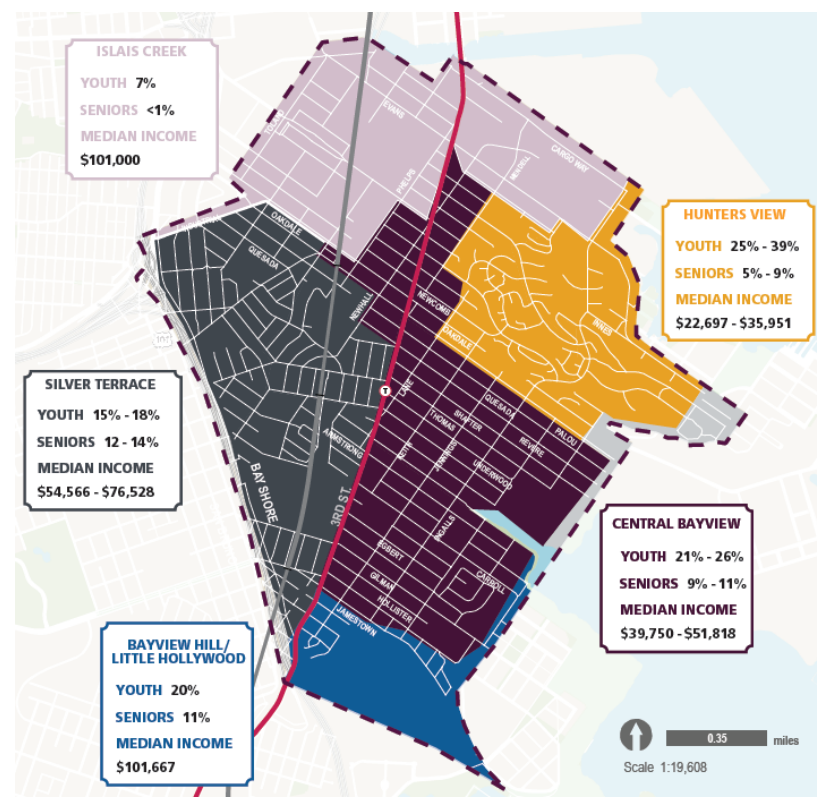 ISLAIS CREEK
YOUTH 7%
SENIORS <1%
MEDIAN INCOME
$101,000
TOLAND
EVANS
PHELPS
MENDELL
CARGO WAY
HUNTERS VIEW
YOUTH 25% - 39%
SENIORS 5% - 9%
MEDIAN INCOME
$22,697 - $35,951
OAKDALE
QUESADA
NEWHALL
NEWCOMB
OAKDALE
INNES
101
SILVER TERRACE
YOUTH 15% - 18%
SENIORS 12 - 14%
MEDIAN INCOME
$54,566 - $76,528
T
LANE
QUESADA
THOMAS
SHAFTER
REVERE
PALOU
ARMSTRONG
KEITH
JENNINGS
UNDERWOOD
BAY SHORE
3RD ST.
INGALLS
EGBERT
GILMAN
HOLLISTER
CARROLL
JAMESTOWN
CENTRAL BAYVIEW
YOUTH 21% - 26%
SENIORS 9% - 11%
MEDIAN INCOME
$39,750 - $51,818
BAYVIEW HILL/
LITTLE HOLLYWOOD
YOUTH 20%
SENIORS 11%
MEDIAN INCOME
$101,667
0.35 miles
Scale 1:19,608